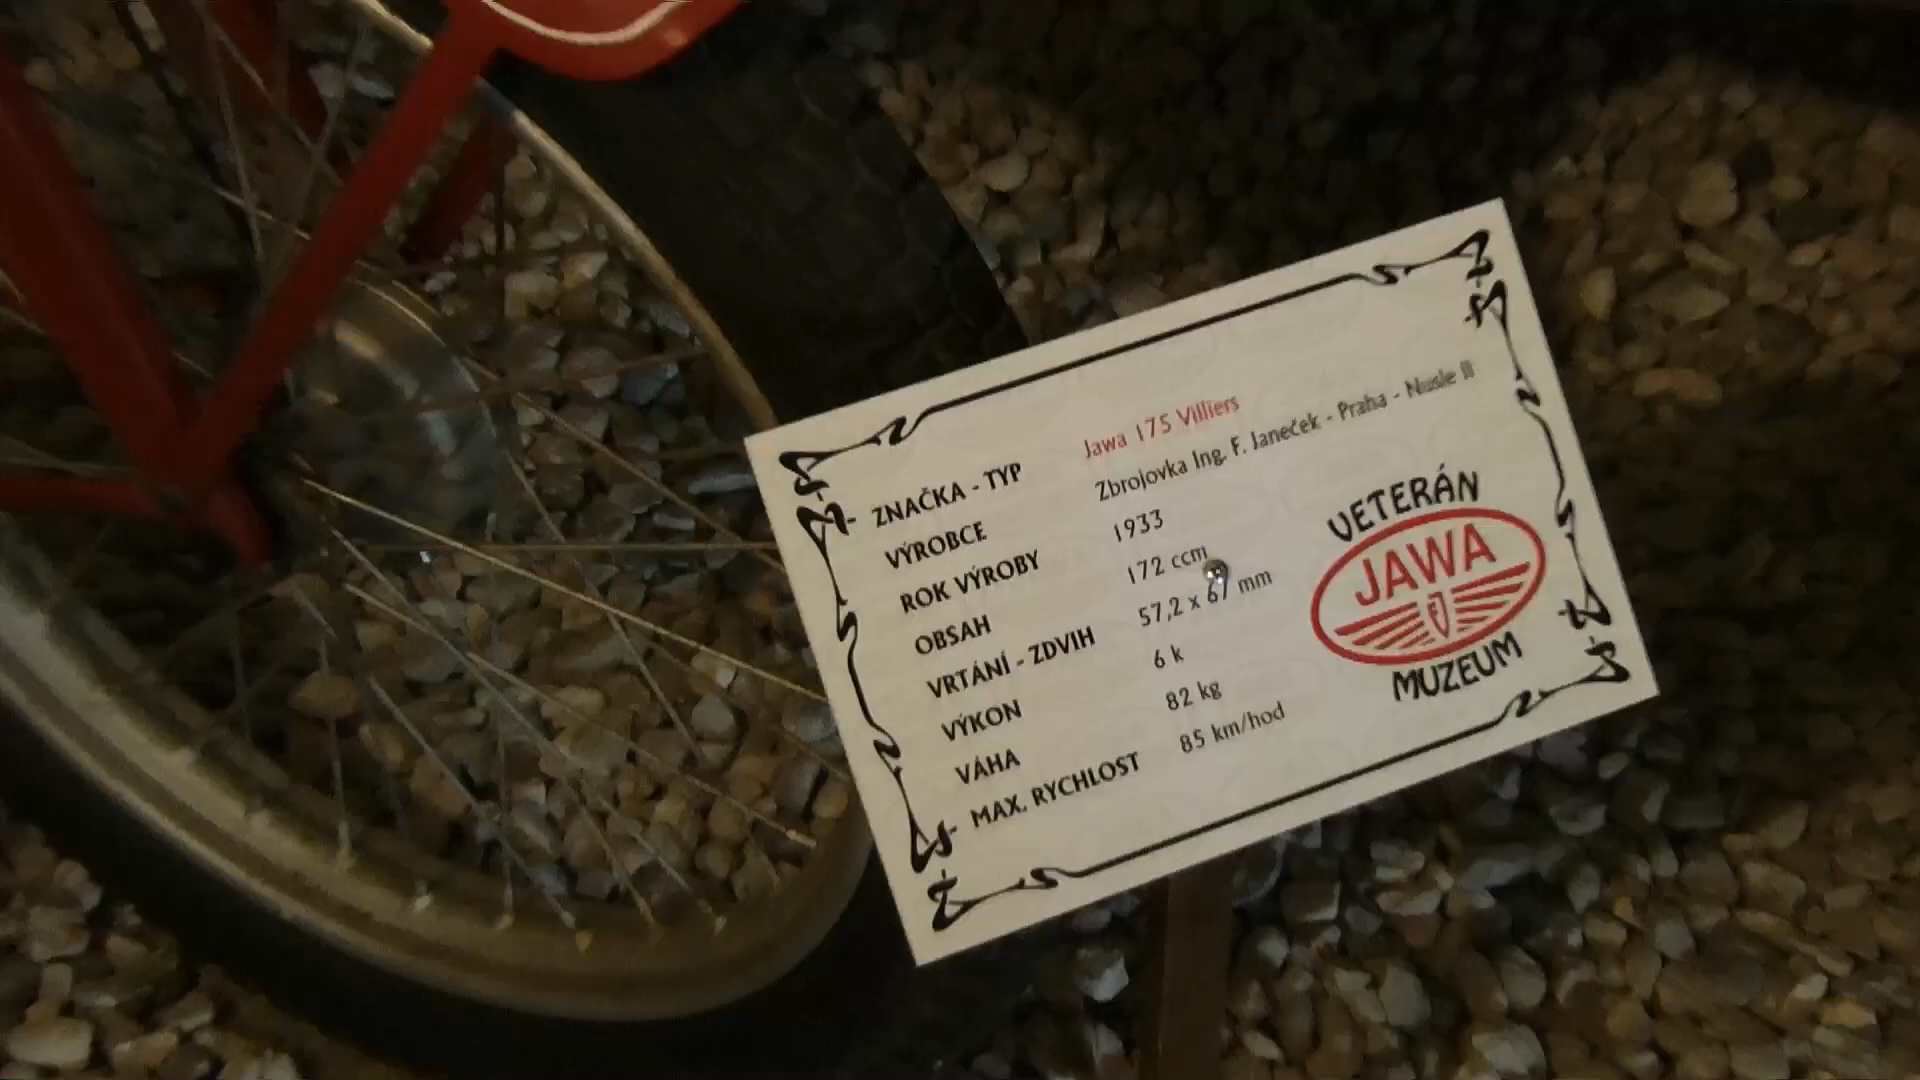 ZNAČKA - TYP Jawa 175 Villiers
VÝROBCE Zbrojovka Ing. F. Janeček - Praha - Nusle II
ROK VÝROBY 1933
OBSAH 172 ccm
VRTÁNÍ - ZDVIH 57,2 x 67 mm
VÝKON 6 k
VÁHA 82 kg
MAX. RYCHLOST 85 km/hod
VETERÁN
JAWA
MUZEUM